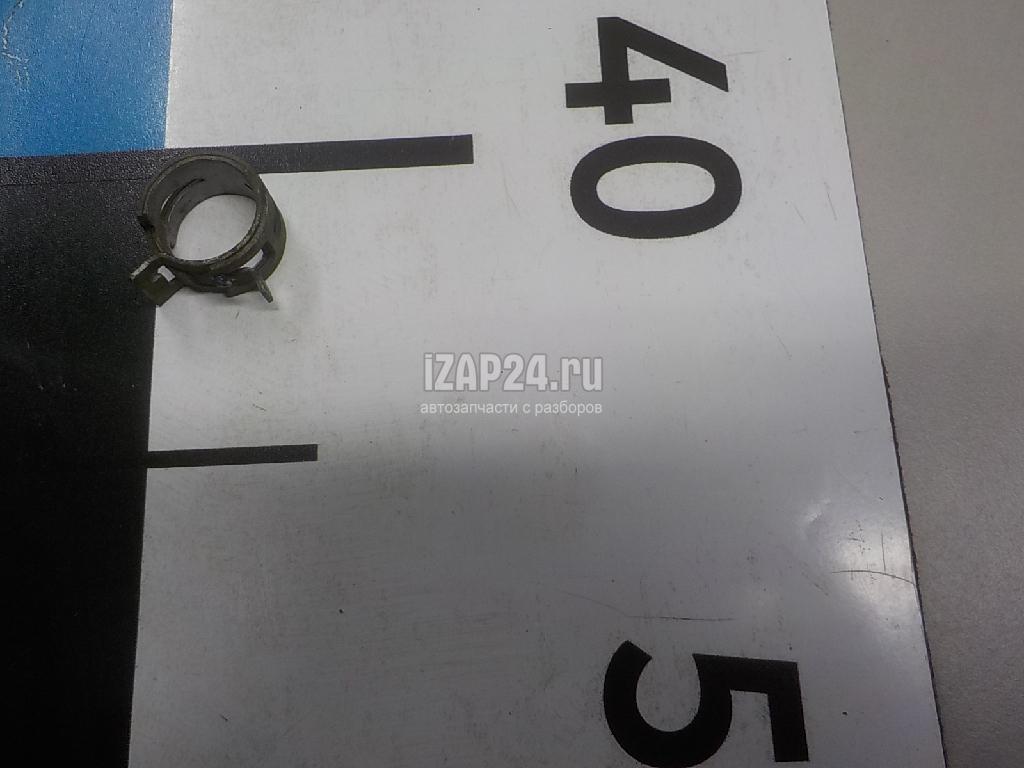 40
iZAP24.ru
автозапчасти с разборов
5